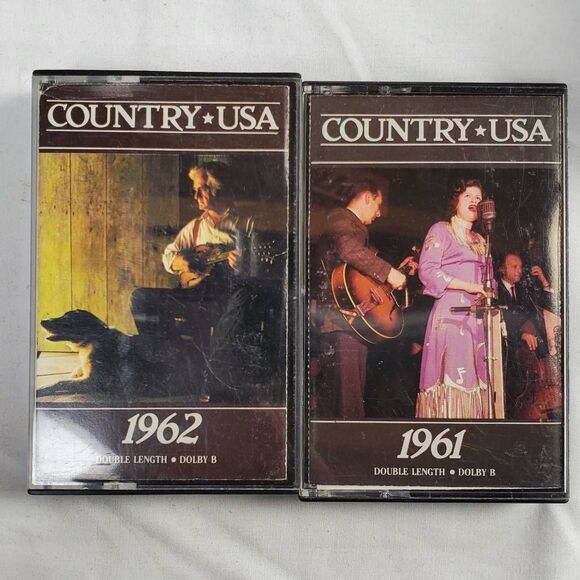 COUNTRY★USA
1962
DOUBLE LENGTH ● DOLBY B
COUNTRY★USA
1961
DOUBLE LENGTH ● DOLBY B